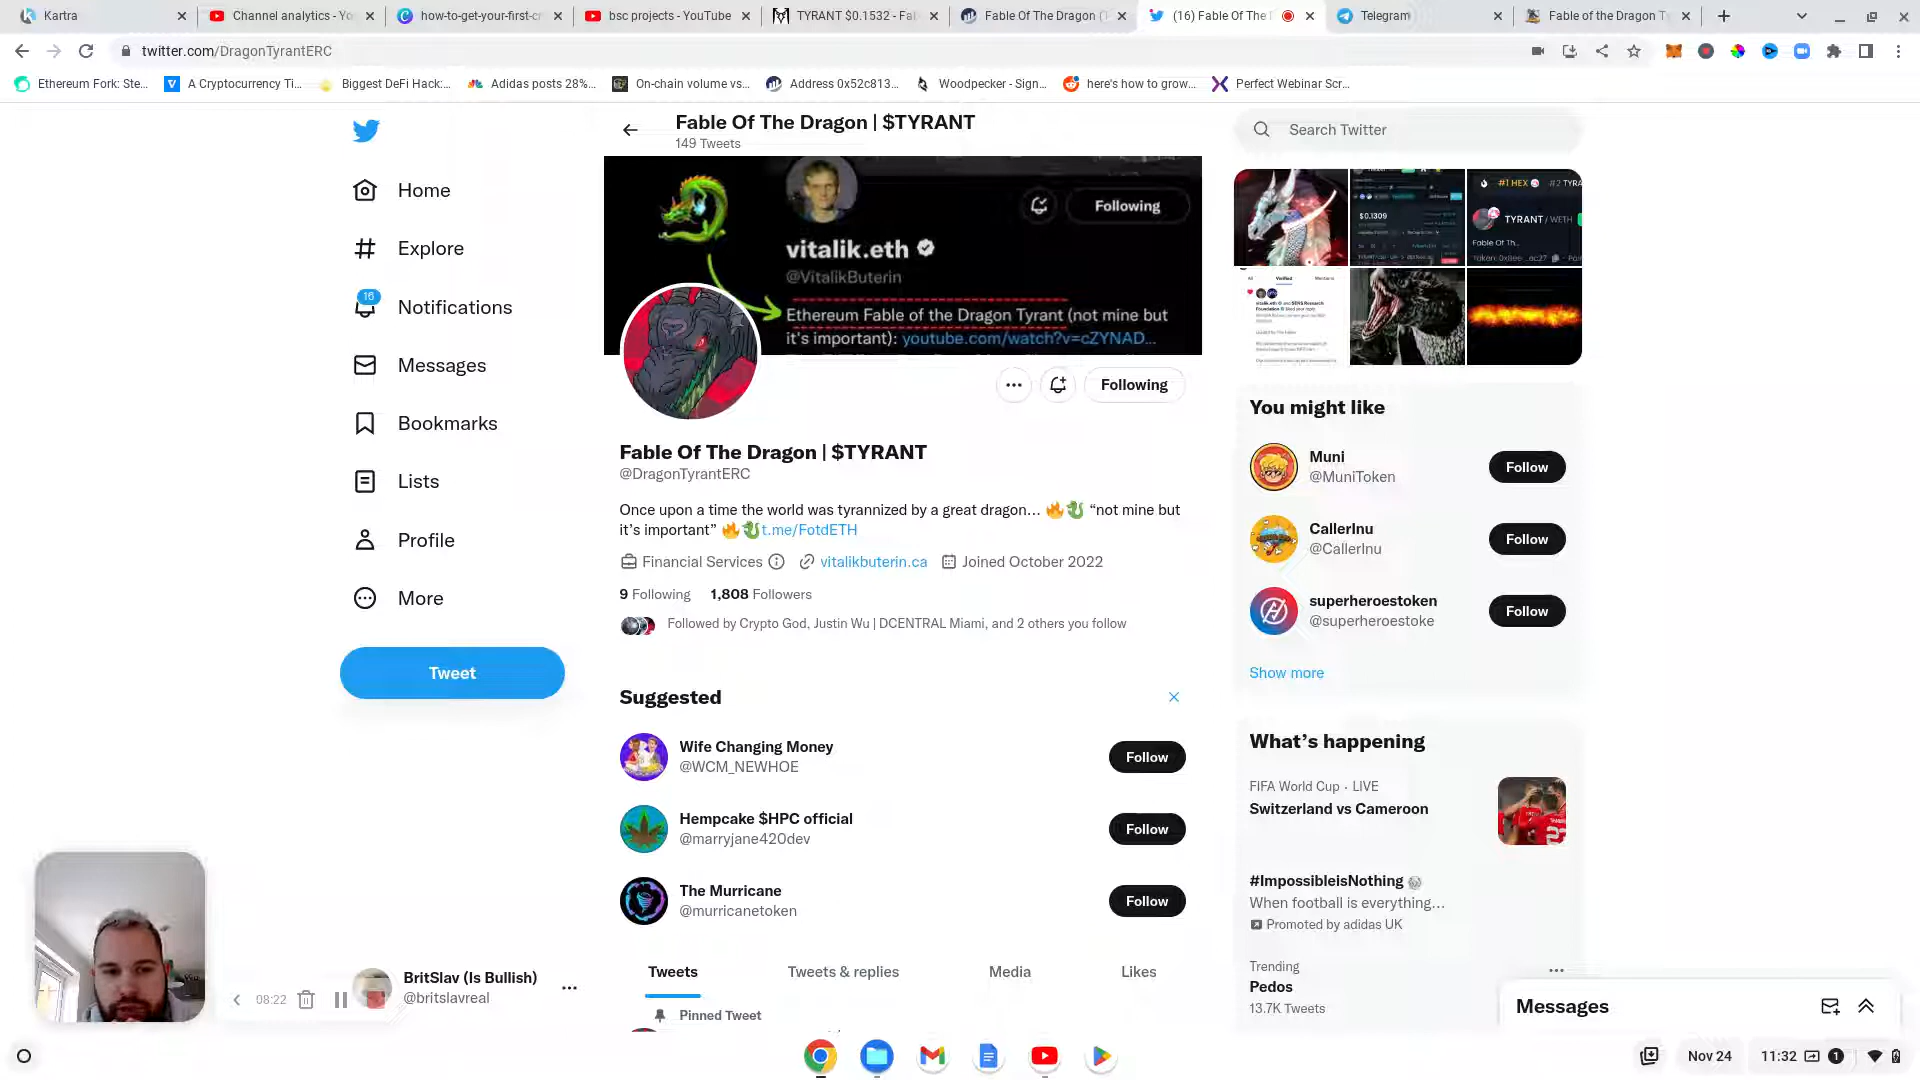 Kartra
Channel analytics - Yo
how-to-get-your-first-cr
bsc projects - YouTube
TYRANT $0.1532 - Fa
Fable Of The Dragon (
(16) Fable Of The
Telegram
Fable of the Dragon T
twitter.com/DragonTyrantERC
Ethereum Fork: Ste...
A Cryptocurrency Ti...
Biggest DeFi Hack:...
Adidas posts 28%...
On-chain volume vs...
Address 0x52c813...
Woodpecker - Sign...
here's how to grow...
Perfect Webinar Scr...
Fable Of The Dragon | $TYRANT
149 Tweets
Search Twitter
Home
Explore
16
Notifications
Messages
Bookmarks
Lists
Profile
More
Tweet
Following
vitalik.eth
@VitalikButerin
Ethereum Fable of the Dragon Tyrant (not mine but
it's important): youtube.com/watch?v=cZYNAD...
Following
Fable Of The Dragon | $TYRANT
@DragonTyrantERC
Once upon a time the world was tyrannized by a great dragon... 🔥🐉 “not mine but
it’s important” 🔥🐉t.me/FotdETH
Financial Services
vitalikbuterin.ca
Joined October 2022
9 Following
1,808 Followers
Followed by Crypto God, Justin Wu | DCENTRAL Miami, and 2 others you follow
Suggested
Wife Changing Money
@WCM_NEWHOE
Follow
Hempcake $HPC official
@marryjane420dev
Follow
The Murricane
@murricanetoken
Follow
Tweets
Tweets & replies
Media
Likes
Pinned Tweet
$0.1309
#1 HEX
#2 TYRA
TYRANT / WETH
Fable Of Th...
You might like
Muni
@MuniToken
Follow
CallerInu
@CallerInu
Follow
superheroestoken
@superheroestoke
Follow
Show more
What’s happening
FIFA World Cup · LIVE
Switzerland vs Cameroon
#ImpossibleisNothing
When football is everything...
Promoted by adidas UK
Trending
Pedos
13.7K Tweets
Messages
08:22
BritSlav (Is Bullish)
@britslavreal
Nov 24
11:32
1